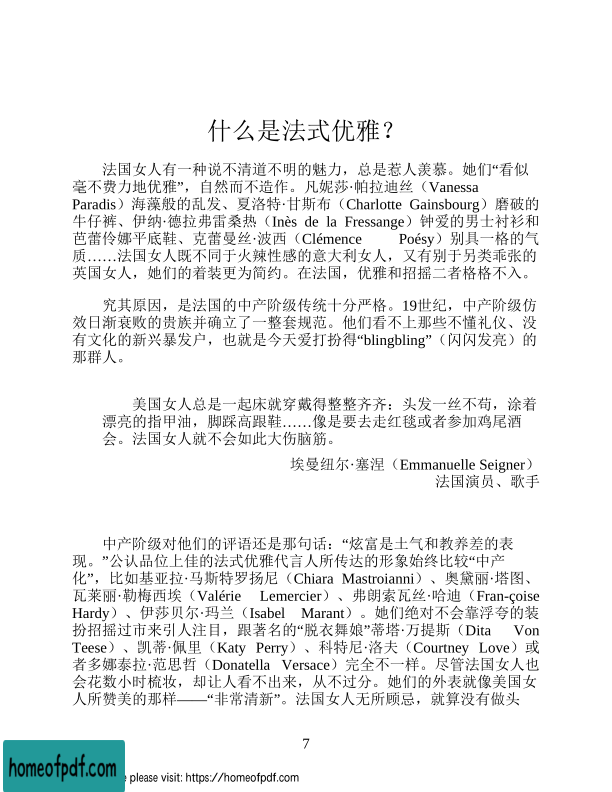 什么是法式优雅？
法国女人有一种说不清道不明的魅力，总是惹人羡慕。她们“看似
毫不费力地优雅”，自然而不造作。凡妮莎·帕拉迪丝（Vanessa
Paradis）海藻般的乱发、夏洛特·甘斯布（Charlotte Gainsbourg）磨破的
牛仔裤、伊纳·德拉弗雷桑热（Inès de la Fressange）钟爱的男士衬衫和
芭蕾伶娜平底鞋、克蕾曼丝·波西（Clémence Poésy）别具一格的气
质……法国女人既不同于火辣性感的意大利女人，又有别于另类乖张的
英国女人，她们的着装更为简约。在法国，优雅和招摇二者格格不入。
究其原因，是法国的中产阶级传统十分严格。19世纪，中产阶级仿
效日渐衰败的贵族并确立了一整套规范。他们看不上那些不懂礼仪、没
有文化的新兴暴发户，也就是今天爱打扮得“blingbling”（闪闪发亮）的
那群人。
美国女人总是一起床就穿戴得整整齐齐：头发一丝不苟，涂着
漂亮的指甲油，脚踩高跟鞋……像是要去走红毯或者参加鸡尾酒
会。法国女人就不会如此大伤脑筋。
埃曼纽尔·塞涅（Emmanuelle Seigner）
法国演员、歌手
中产阶级对他们的评语还是那句话：“炫富是土气和教养差的表
现。”公认品位上佳的法式优雅代言人所传达的形象始终比较“中产
化”，比如基亚拉·马斯特罗扬尼（Chiara Mastroianni）、奥黛丽·塔图、
瓦莱丽·勒梅西埃（Valérie Lemercier）、弗朗索瓦丝·哈迪（Fran-çoise
Hardy）、伊莎贝尔·玛兰（Isabel Marant）。她们绝对不会靠浮夸的装
扮招摇过市来引人注目，跟著名的“脱衣舞娘”蒂塔·万提斯（Dita Von
Teese）、凯蒂·佩里（Katy Perry）、科特尼·洛夫（Courtney Love）或
者多娜泰拉·范思哲（Donatella Versace）完全不一样。尽管法国女人也
会花数小时梳妆，却让人看不出来，从不过分。她们的外表就像美国女
人所赞美的那样——“非常清新”。法国女人无所顾忌，就算没有做头
7
homeofpdf.com
please visit: https://homeofpdf.com